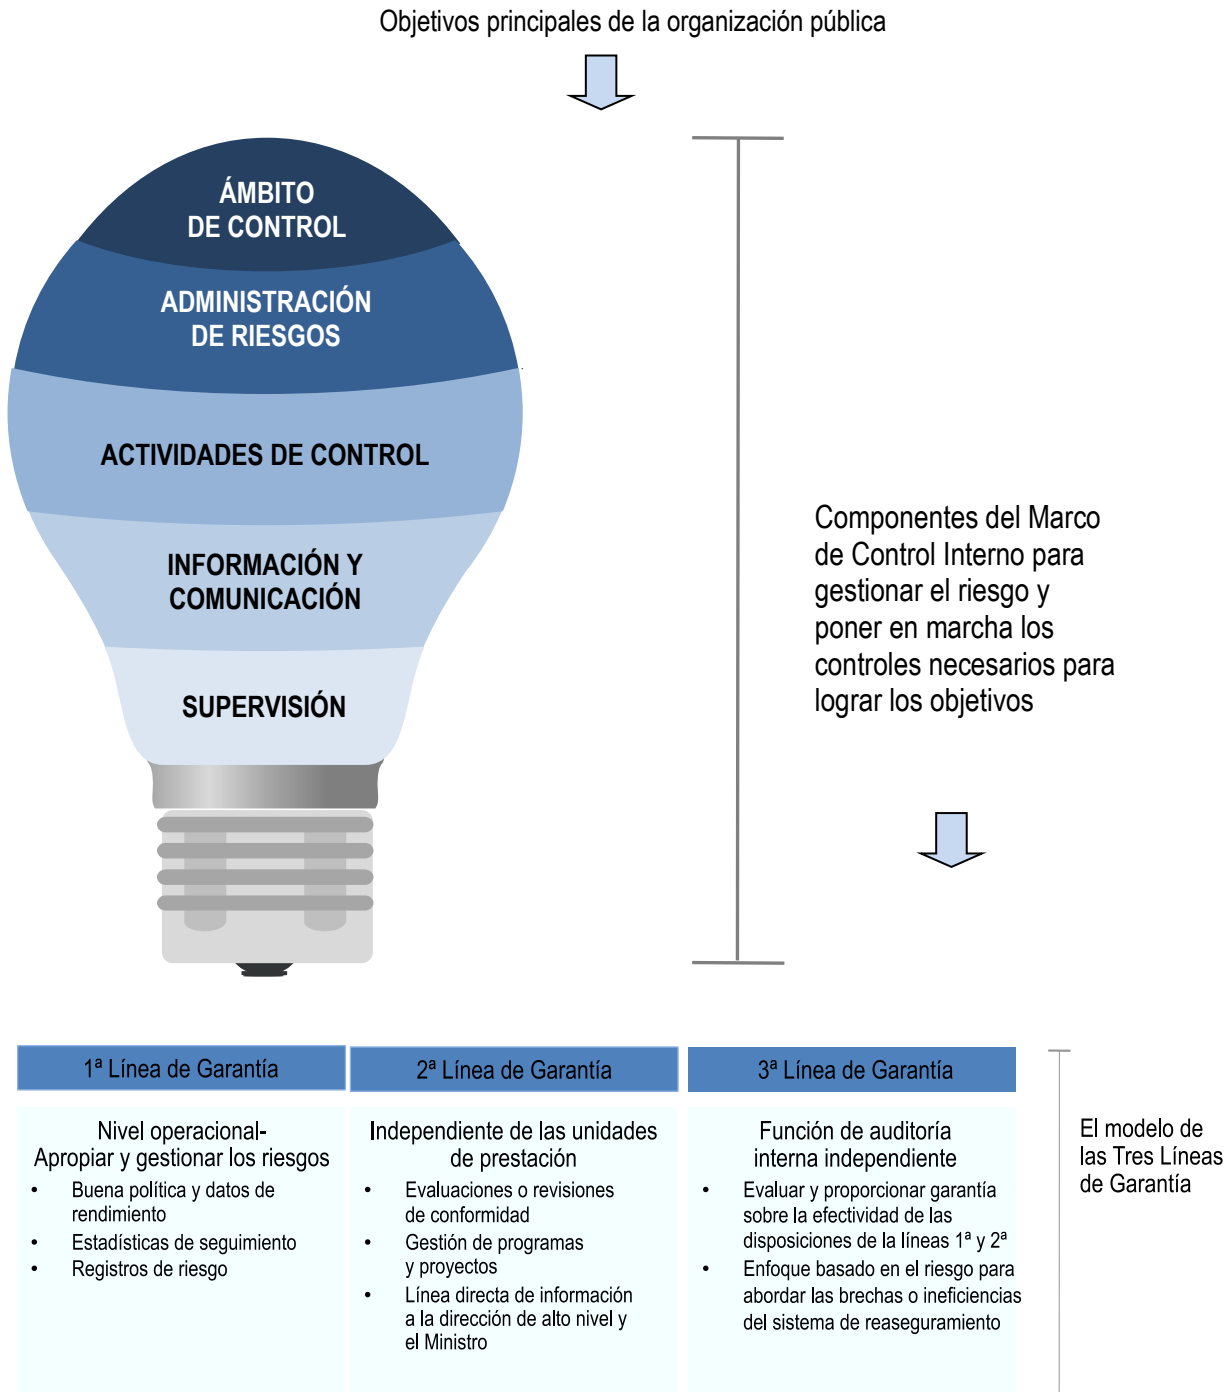 Objetivos principales de la organización pública
ÁMBITO
DE CONTROL
ADMINISTRACIÓN
DE RIESGOS
ACTIVIDADES DE CONTROL
INFORMACIÓN Y
COMUNICACIÓN
SUPERVISIÓN
Componentes del Marco
de Control Interno para
gestionar el riesgo y
poner en marcha los
controles necesarios para
lograr los objetivos
1ª Línea de Garantía
Nivel operacional-
Apropiar y gestionar los riesgos
• Buena política y datos de
rendimiento
• Estadísticas de seguimiento
• Registros de riesgo
2ª Línea de Garantía
Independiente de las unidades
de prestación
• Evaluaciones o revisiones
de conformidad
• Gestión de programas
y proyectos
• Línea directa de información
a la dirección de alto nivel y
el Ministro
3ª Línea de Garantía
Función de auditoría
interna independiente
• Evaluar y proporcionar garantía
sobre la efectividad de las
disposiciones de la líneas 1ª y 2ª
• Enfoque basado en el riesgo para
abordar las brechas o ineficiencias
del sistema de reaseguramiento
El modelo de
las Tres Líneas
de Garantía